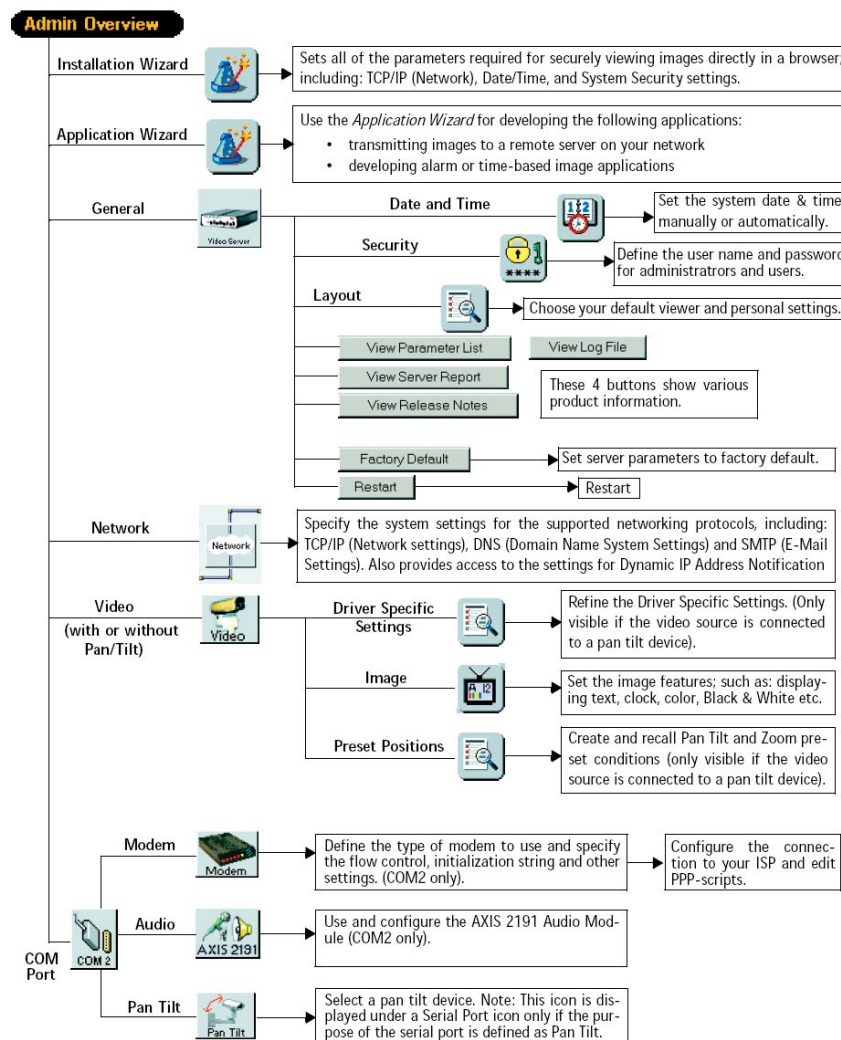 Admin Overview
Installation Wizard
Sets all of the parameters required for securely viewing images directly in a browser;
including: TCP/IP (Network), Date/Time, and System Security settings.
Application Wizard
Use the Application Wizard for developing the following applications:
• transmitting images to a remote server on your network
• developing alarm or time-based image applications
General
Video Server
Date and Time
Set the system date & time
manually or automatically.
Security
Define the user name and password
for administratrors and users.
Layout
Choose your default viewer and personal settings.
View Parameter List
View Log File
View Server Report
View Release Notes
These 4 buttons show various
product information.
Factory Default
Set server parameters to factory default.
Restart
Restart
Network
Network
Specify the system settings for the supported networking protocols, including:
TCP/IP (Network settings), DNS (Domain Name System Settings) and SMTP (E-Mail
Settings). Also provides access to the settings for Dynamic IP Address Notification
Video
(with or without
Pan/Tilt)
Video
Driver Specific
Settings
Refine the Driver Specific Settings. (Only
visible if the video source is connected
to a pan tilt device).
Image
Set the image features; such as: display-
ing text, clock, color, Black & White etc.
Preset Positions
Create and recall Pan Tilt and Zoom pre-
set conditions (only visible if the video
source is connected to a pan tilt device).
Modem
Modem
Define the type of modem to use and specify
the flow control, initialization string and other
settings. (COM2 only).
Configure the connec-
tion to your ISP and edit
PPP-scripts.
COM
Port
COM 2
Audio
AXIS 2191
Use and configure the AXIS 2191 Audio Mod-
ule (COM2 only).
Pan Tilt
Pan Tilt
Select a pan tilt device. Note: This icon is dis-
played under a Serial Port icon only if the pur-
pose of the serial port is defined as Pan Tilt.